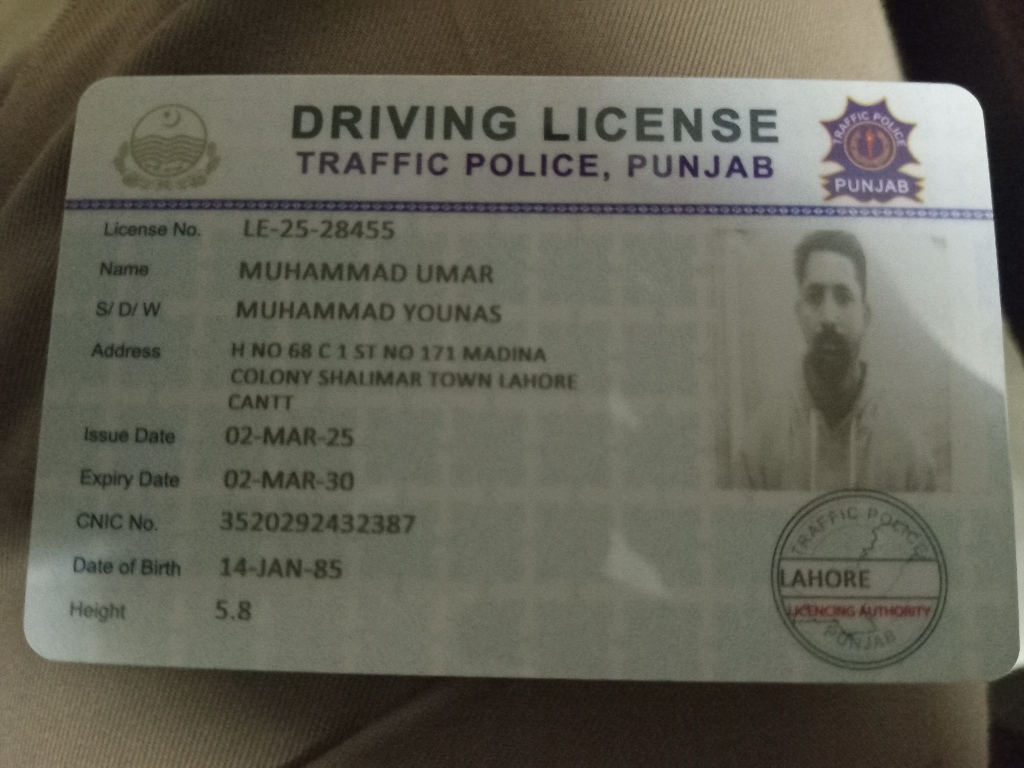 DRIVING LICENSE
TRAFFIC POLICE, PUNJAB
TRAFFIC POLICE
PUNJAB
License No. LE-25-28455
Name MUHAMMAD UMAR
S/ D/ W MUHAMMAD YOUNAS
Address H NO 68 C 1 ST NO 171 MADINA
COLONY SHALIMAR TOWN LAHORE
CANTT
Issue Date 02-MAR-25
Expiry Date 02-MAR-30
CNIC No. 3520292432387
Date of Birth 14-JAN-85
Height 5.8
TRAFFIC POLICE
LAHORE
LICENCING AUTHORITY
PUNJAB